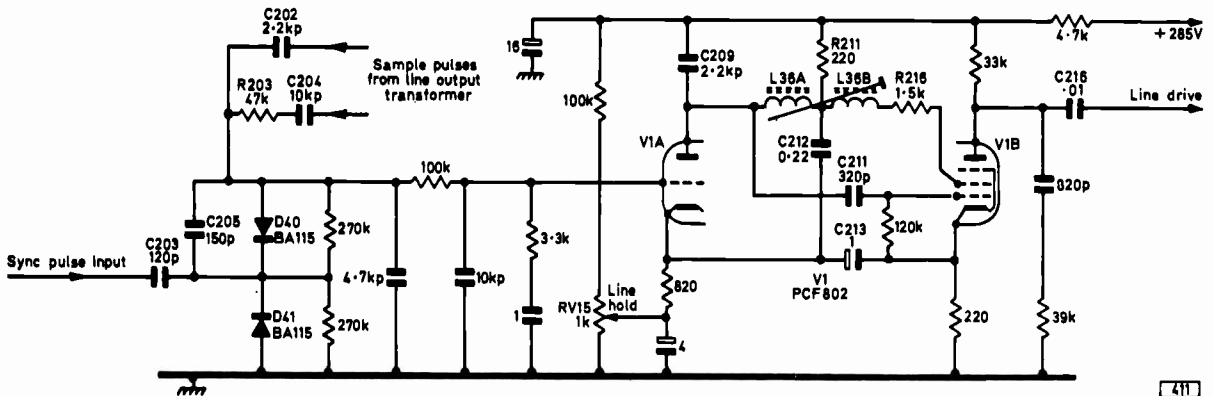 C202
2·2kp
R203
47k
C204
10kp
Sample pulses
from line output
transformer
16
C209
2·2kp
R211
220
4·7k
+285V
L36A
L36B
R216
1·5k
33k
C216
·01
Line drive
100k
V1A
C212
0·22
C211
320p
V1B
820p
100k
C205
150p
D40
BA115
270k
C203
120p
Sync pulse input
4·7kp
10kp
3·3k
120k
C213
1
V1
PCF802
D41
BA115
270k
1
RV15
1k
Line
hold
820
4
220
39k
411